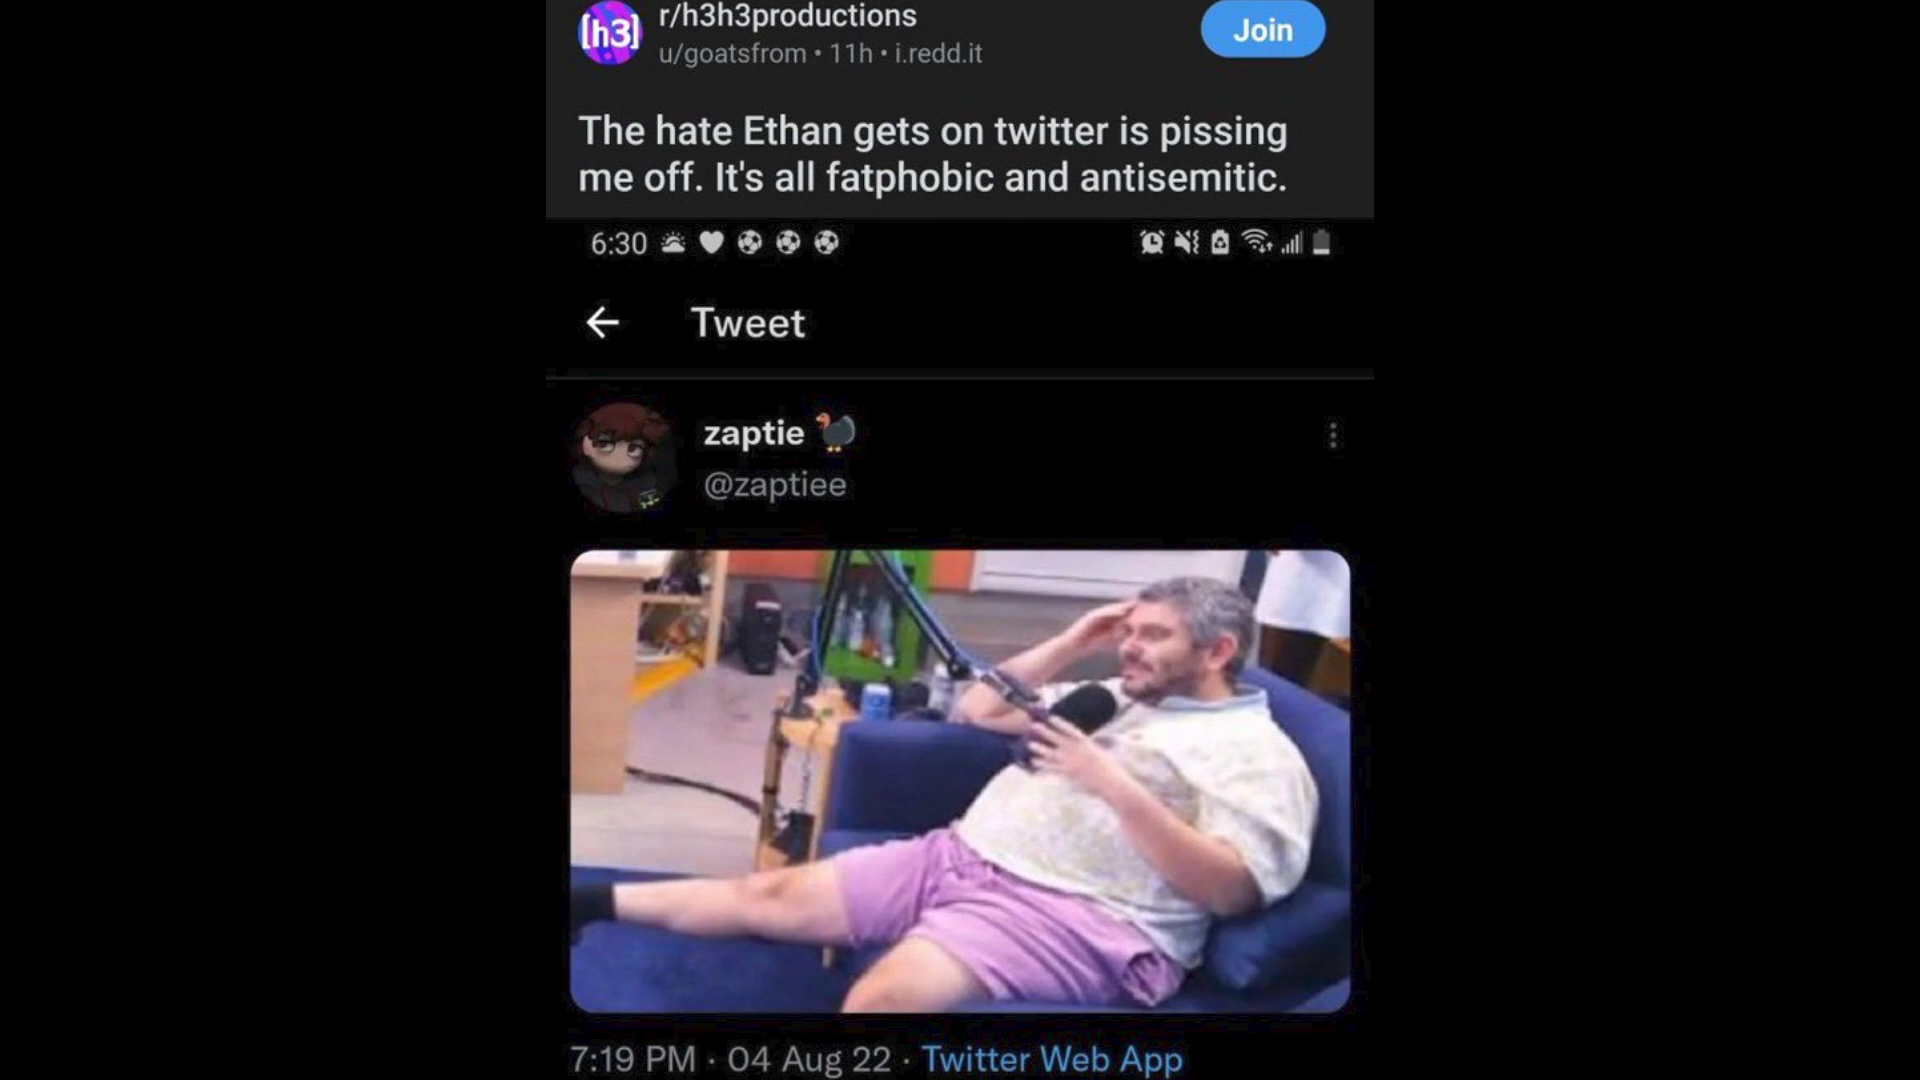 [h3]
r/h3h3productions
u/goatsfrom • 11h • i.redd.it
Join
The hate Ethan gets on twitter is pissing
me off. It's all fatphobic and antisemitic.
6:30
Tweet
zaptie 🦃
@zaptiee
7:19 PM · 04 Aug 22 · Twitter Web App